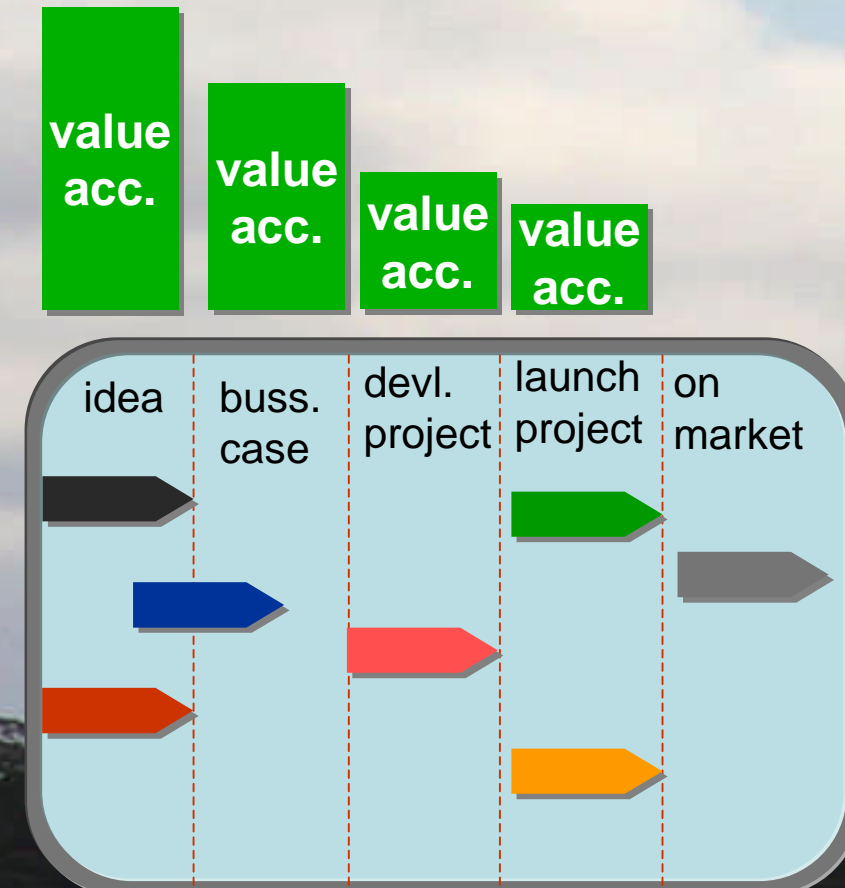 value
acc.
value
acc.
value
acc.
value
acc.
idea
buss.
case
devl.
project
launch
project
on
market